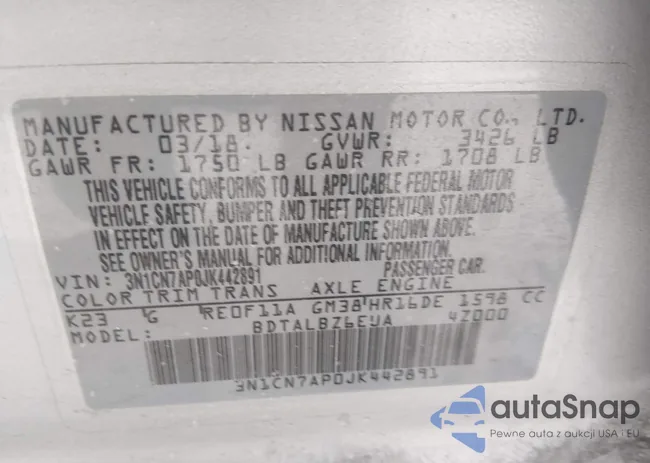 MANUFACTURED BY NISSAN MOTOR CO., LTD.
DATE: 03/18 GVWR: 3426 LB
GAWR FR: 1750 LB GAWR RR: 1708 LB
THIS VEHICLE CONFORMS TO ALL APPLICABLE FEDERAL MOTOR
VEHICLE SAFETY, BUMPER AND THEFT PREVENTION STANDARDS
IN EFFECT ON THE DATE OF MANUFACTURE SHOWN ABOVE.
SEE OWNER'S MANUAL FOR ADDITIONAL INFORMATION.
VIN: 3N1CN7AP0JK442891 PASSENGER CAR.
COLOR TRIM TRANS AXLE ENGINE
K23 G RE0F11A GM38 HR16DE 1598 CC
MODEL: BDTALBZ6EUA 4Z000
3N1CN7AP0JK442891
autaSnap
Pewne auta z aukcji USA i EU